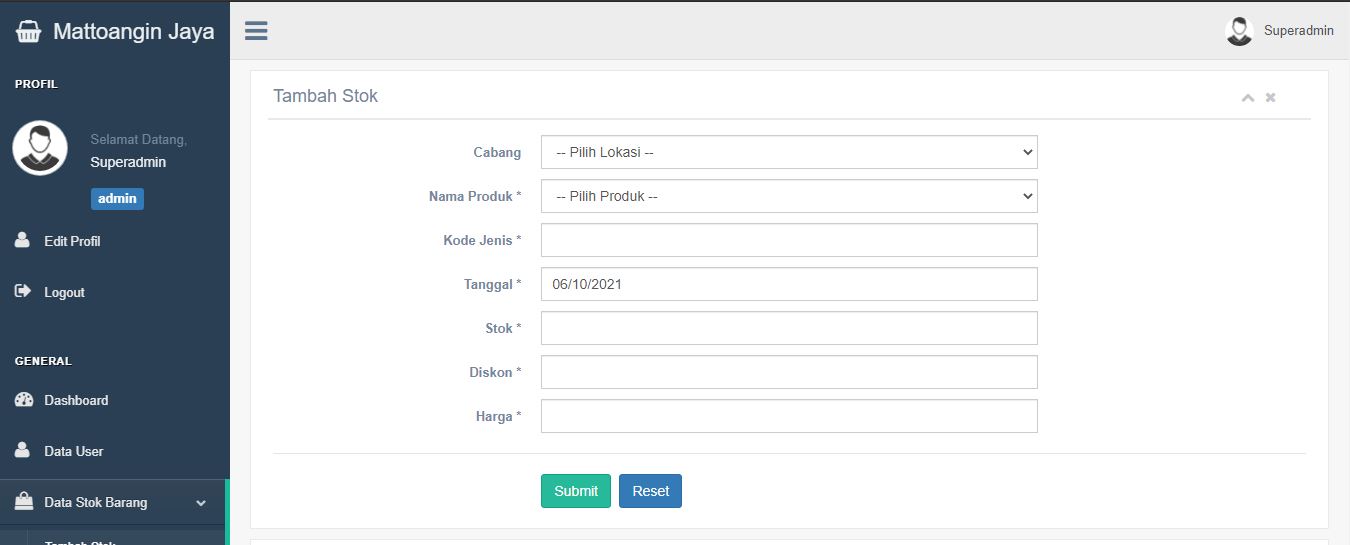 Mattoangin Jaya
Superadmin
PROFIL
Selamat Datang,
Superadmin
admin
Edit Profil
Logout
GENERAL
Dashboard
Data User
Data Stok Barang
Tambah Stok
Tambah Stok
Cabang -- Pilih Lokasi --
Nama Produk * -- Pilih Produk --
Kode Jenis *
Tanggal * 06/10/2021
Stok *
Diskon *
Harga *
Submit Reset